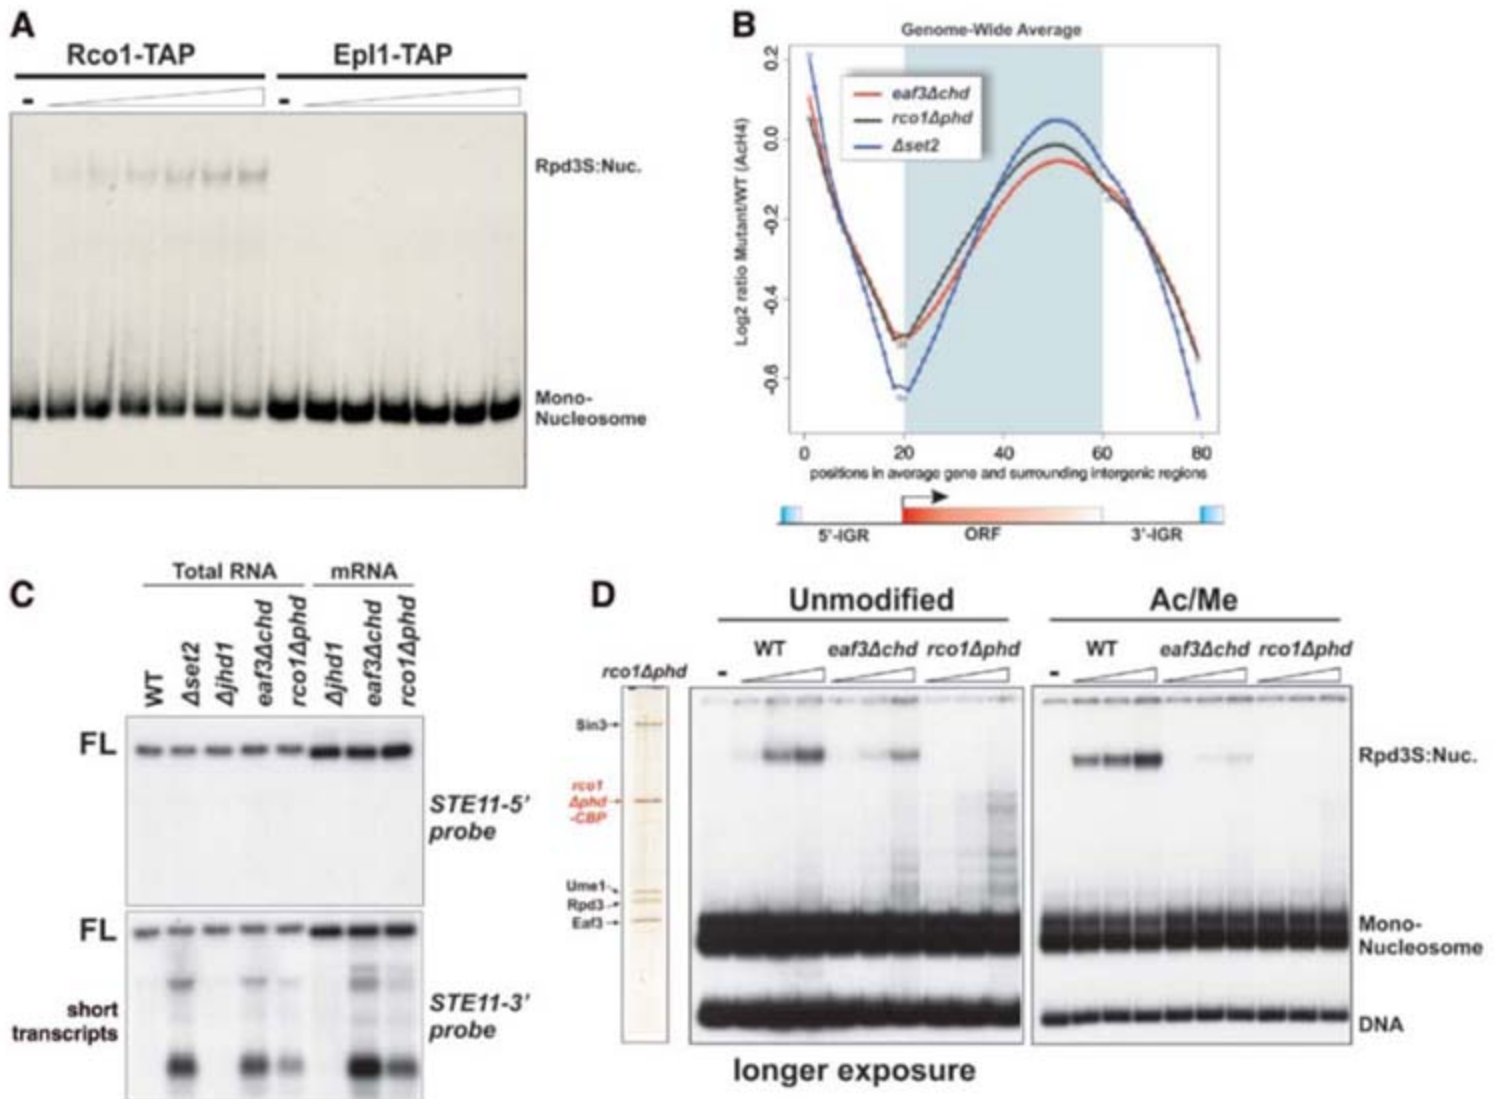 A
Rco1-TAP Epl1-TAP
- -
Rpd3S:Nuc.
Mono-
Nucleosome
B
Genome-Wide Average
eaf3Δchd
rco1Δphd
Δset2
Log2 ratio Mutant/WT (AcH4)
0.2
0.0
-0.2
-0.4
-0.6
0 20 40 60 80
positions in average gene and surrounding intergenic regions
5'-IGR ORF 3'-IGR
C
Total RNA mRNA
WT
Δset2
Δjhd1
eaf3Δchd
rco1Δphd
Δjhd1
eaf3Δchd
rco1Δphd
FL
STE11-5'
probe
FL
short
transcripts
STE11-3'
probe
D
Unmodified Ac/Me
WT eaf3Δchd rco1Δphd WT eaf3Δchd rco1Δphd
- -
rco1Δphd
Sin3
rco1
Δphd
-CBP
Ume1
Rpd3
Eaf3
Rpd3S:Nuc.
Mono-
Nucleosome
DNA
longer exposure